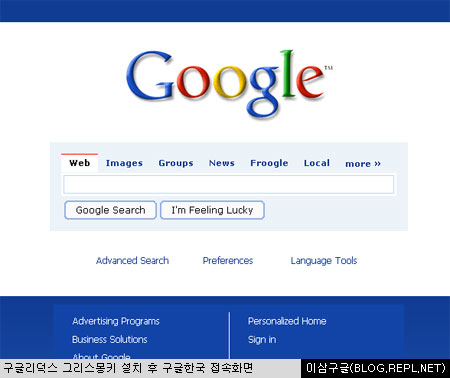 Google™
Web Images Groups News Froogle Local more »
Google Search I'm Feeling Lucky
Advanced Search Preferences Language Tools
Advertising Programs Personalized Home
Business Solutions Sign in
About Google
구글리덕스 그리스몽키 설치 후 구글한국 접속화면 이삼구글(BLOG,REPL,NET)